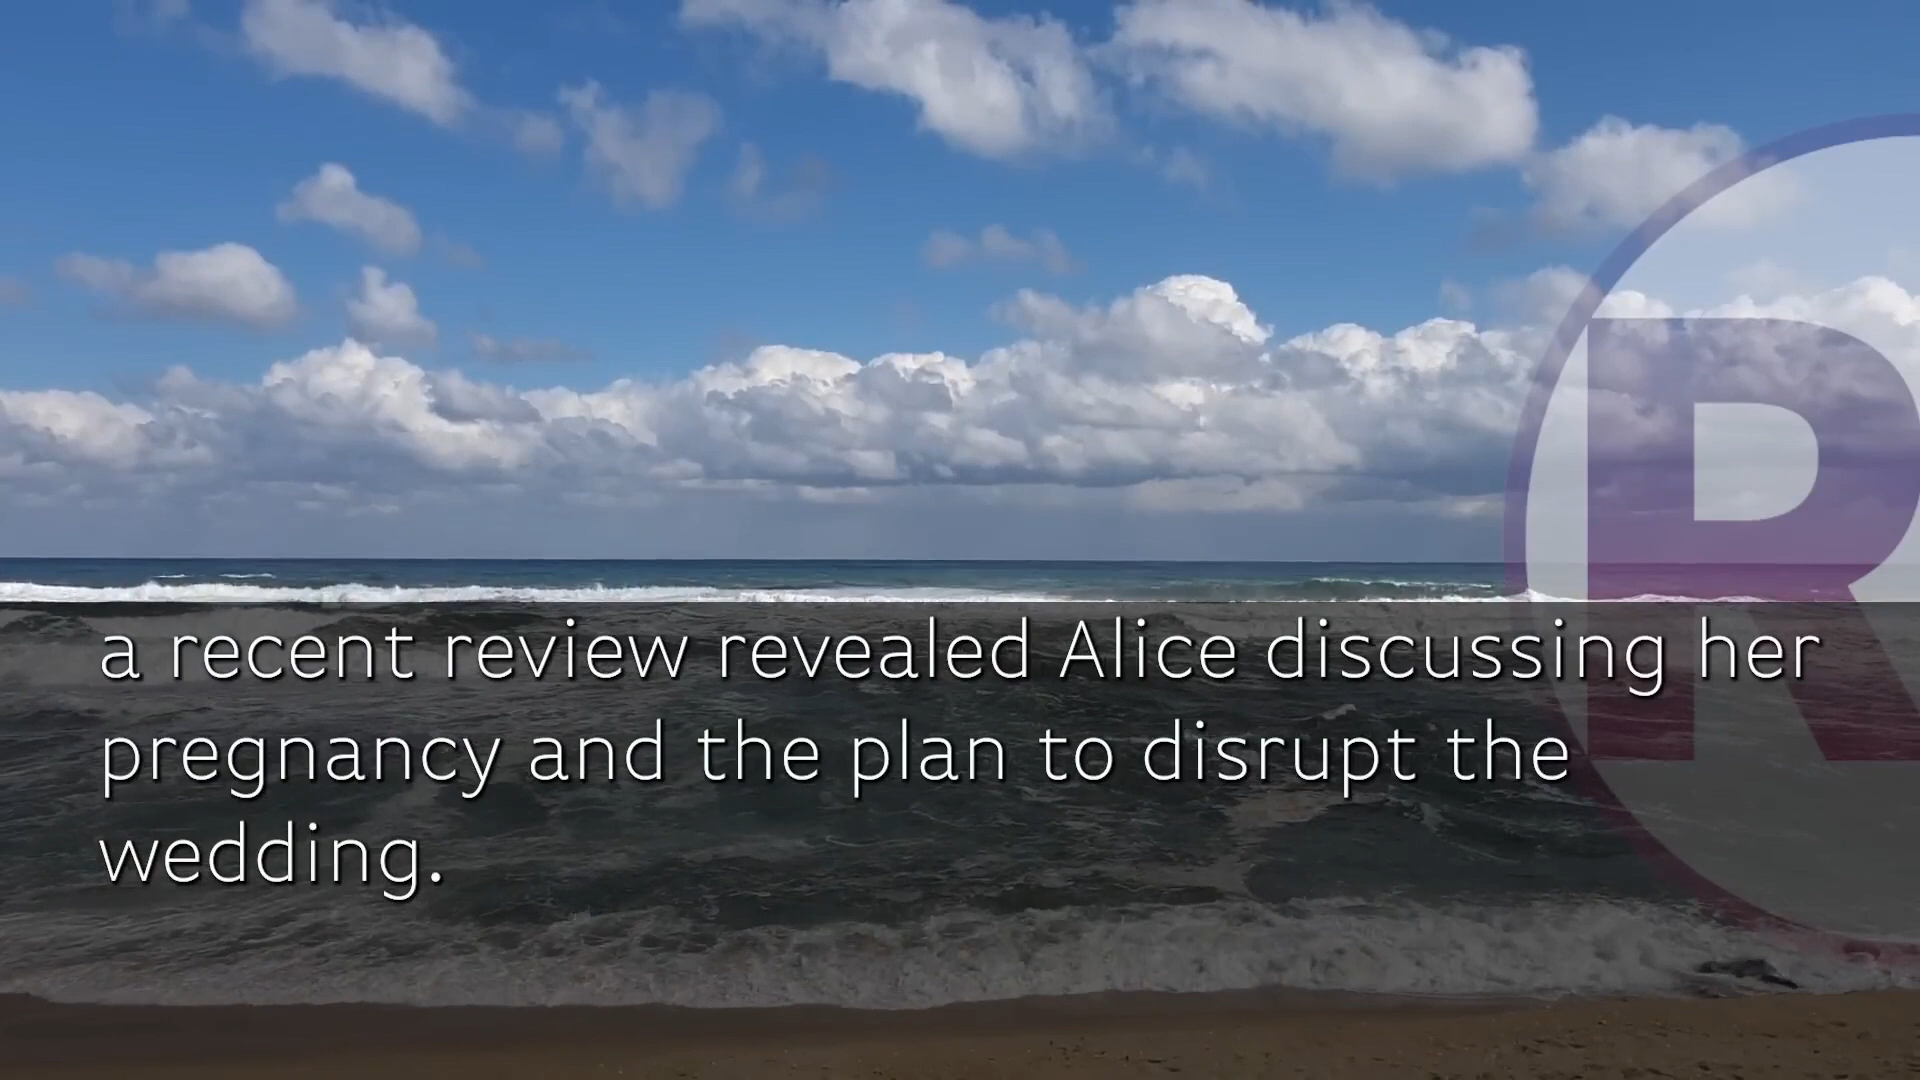 a recent review revealed Alice discussing her
pregnancy and the plan to disrupt the
wedding.
R